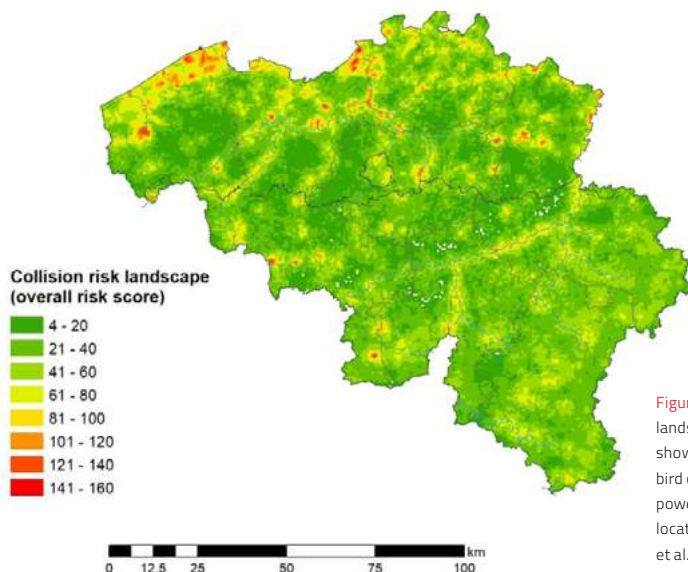 Collision risk landscape
(overall risk score)
4 - 20
21 - 40
41 - 60
61 - 80
81 - 100
101 - 120
121 - 140
141 - 160
km
0 12.5 25 50 75 100
Figur
lands
show
bird c
powe
locat
et al.